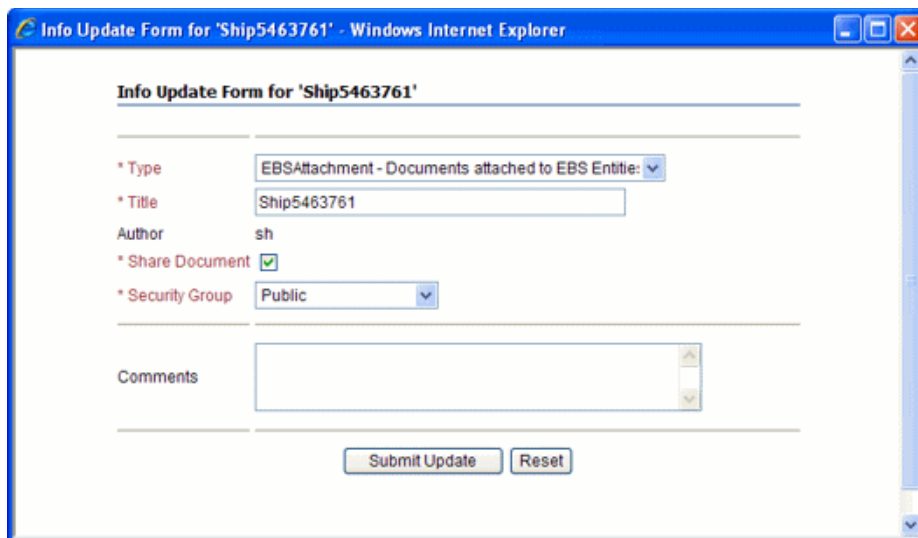 Info Update Form for 'Ship5463761' - Windows Internet Explorer
Info Update Form for 'Ship5463761'
* Type EBSAttachment - Documents attached to EBS Entities
* Title Ship5463761
Author sh
* Share Document
* Security Group Public
Comments
Submit Update Reset